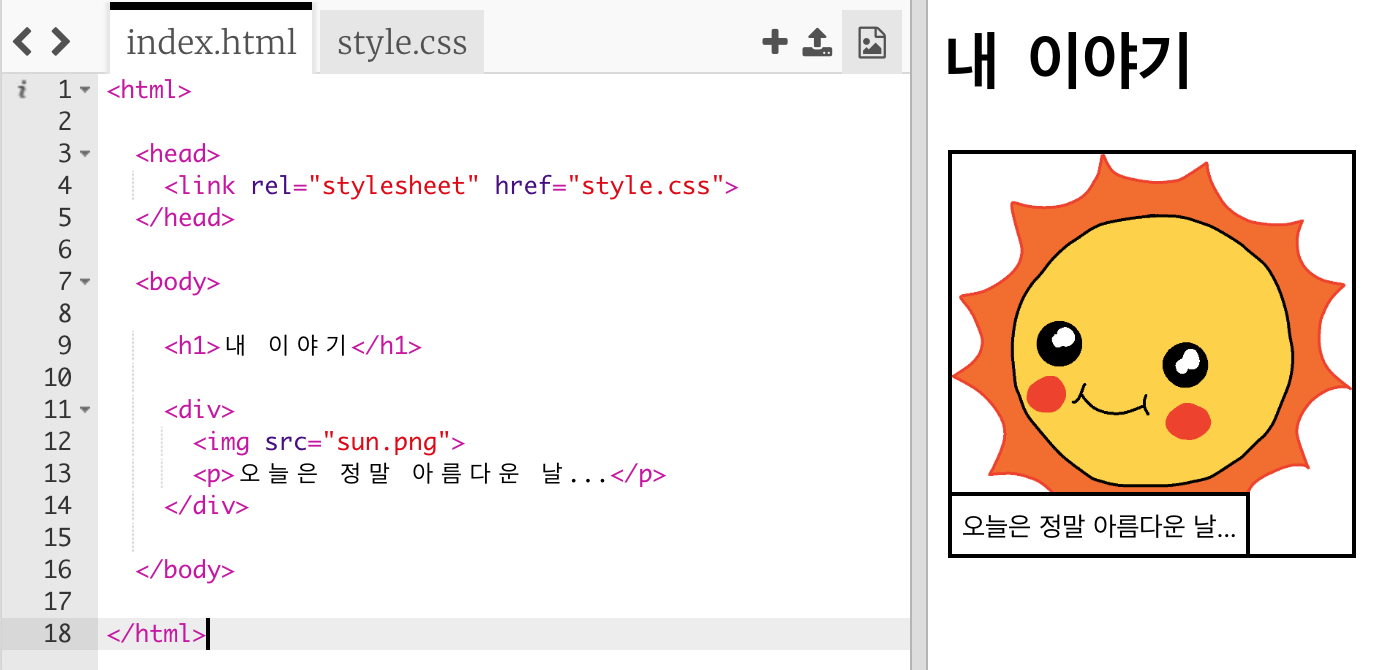 index.html style.css
i 1 <html>
2
3 <head>
4 <link rel="stylesheet" href="style.css">
5 </head>
6
7 <body>
8
9 <h1>내 이야기</h1>
10
11 <div>
12 <img src="sun.png">
13 <p>오늘은 정말 아름다운 날...</p>
14 </div>
15
16 </body>
17
18 </html>
내 이야기
오늘은 정말 아름다운 날...